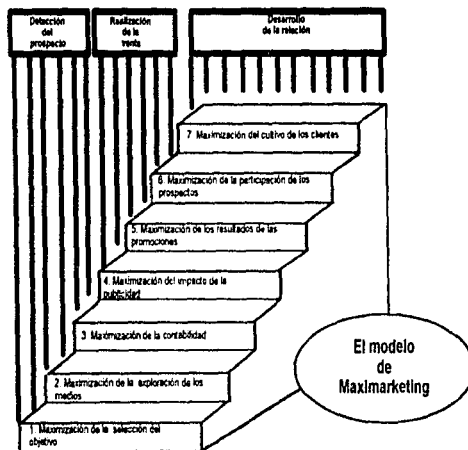 Detección
del
prospecto
Realización
de la
venta
Desarrollo
de la relación
7. Maximización del cultivo de los clientes
6. Maximización de la participación de los
prospectos
5. Maximización de los resultados de las
promociones
4. Maximización del impacto de la
publicidad
3. Maximización de la contabilidad
2. Maximización de la exploración de los
medios
1. Maximización de la selección del
objetivo
El modelo
de
Maximarketing